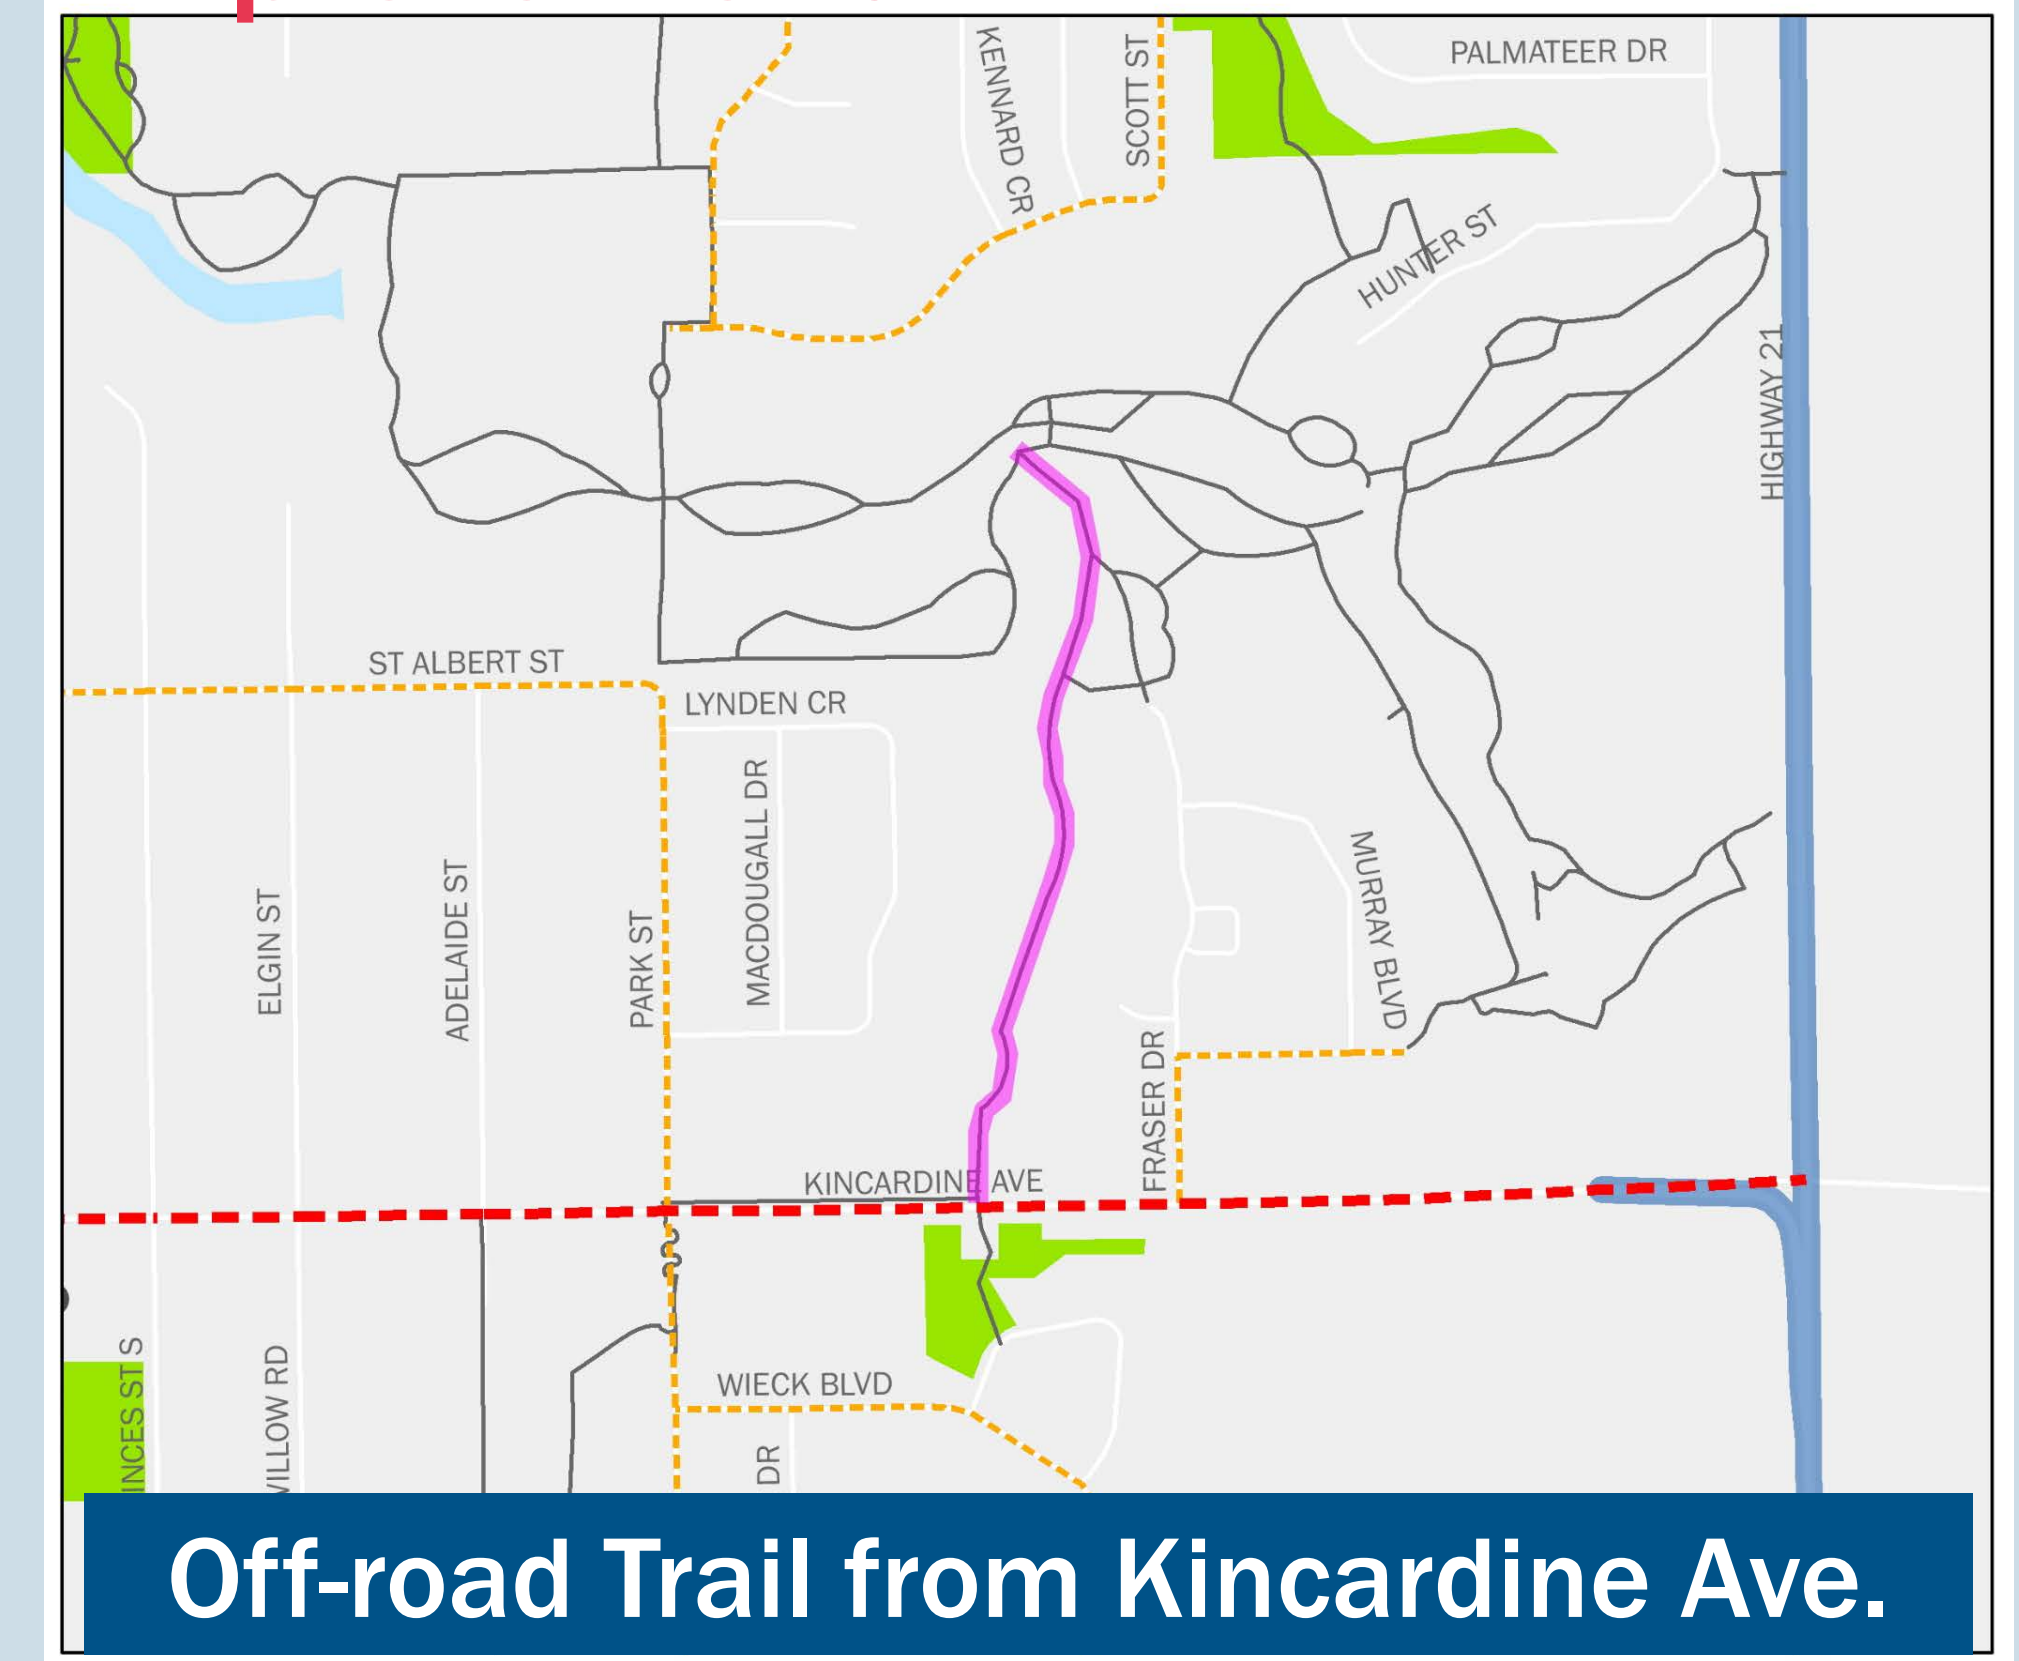 PALMATEER DR
KENNARD CR
SCOTT ST
HUNTER ST
HIGHWAY 21
ST ALBERT ST
LYNDEN CR
MACDOUGALL DR
MURRAY BLVD
ELGIN ST
ADELAIDE ST
PARK ST
FRASER DR
KINCARDINE AVE
INCES ST S
WIECK BLVD
ILLOW RD
DR
Off-road Trail from Kincardine Ave.